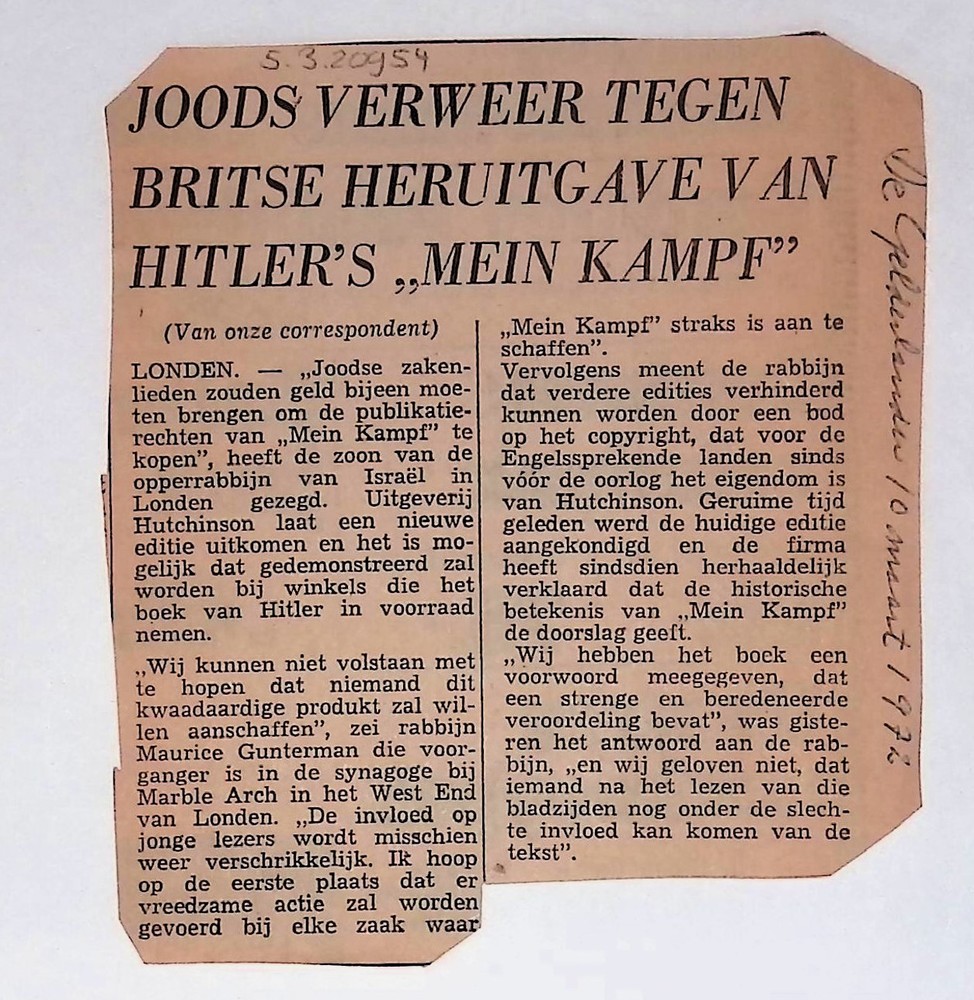 5.3.20954
JOODS VERWEER TEGEN
BRITSE HERUITGAVE VAN
HITLER'S „MEIN KAMPF”
(Van onze correspondent)
LONDEN. — „Joodse zaken-
lieden zouden geld bijeen moe-
ten brengen om de publikatie-
rechten van „Mein Kampf” te
kopen”, heeft de zoon van de
opperrabbijn van Israël in
Londen gezegd. Uitgeverij
Hutchinson laat een nieuwe
editie uitkomen en het is mo-
gelijk dat gedemonstreerd zal
worden bij winkels die het
boek van Hitler in voorraad
nemen.
„Wij kunnen niet volstaan met
te hopen dat niemand dit
kwaadaardige produkt zal wil-
len aanschaffen”, zei rabbijn
Maurice Gunterman die voor-
ganger is in de synagoge bij
Marble Arch in het West End
van Londen. „De invloed op
jonge lezers wordt misschien
weer verschrikkelijk. Ik hoop
op de eerste plaats dat er
vreedzame actie zal worden
gevoerd bij elke zaak waar
„Mein Kampf” straks is aan te
schaffen”.
Vervolgens meent de rabbijn
dat verdere edities verhinderd
kunnen worden door een bod
op het copyright, dat voor de
Engelssprekende landen sinds
vóór de oorlog het eigendom is
van Hutchinson. Geruime tijd
geleden werd de huidige editie
aangekondigd en de firma
heeft sindsdien herhaaldelijk
verklaard dat de historische
betekenis van „Mein Kampf”
de doorslag geeft.
„Wij hebben het boek een
voorwoord meegegeven, dat
een strenge en beredeneerde
veroordeling bevat”, was giste-
ren het antwoord aan de rab-
bijn, „en wij geloven niet, dat
iemand na het lezen van die
bladzijden nog onder de slech-
te invloed kan komen van de
tekst”.
De Gelderlander 10 maart 1972